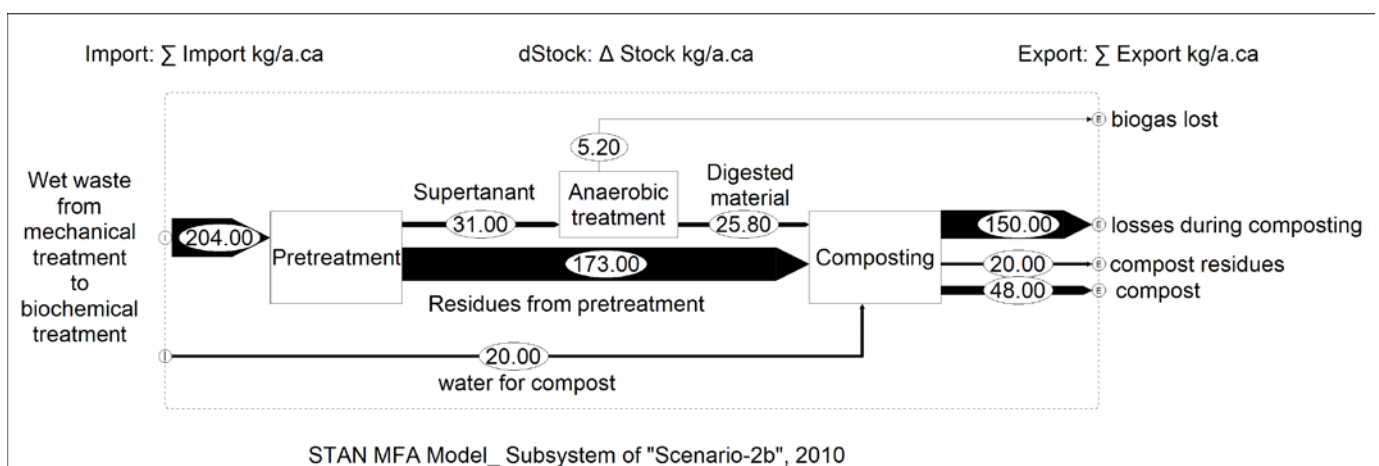 Import: ∑ Import kg/a.ca
dStock: Δ Stock kg/a.ca
Export: ∑ Export kg/a.ca
E
biogas lost
5.20
Wet waste
from
mechanical
treatment
to
biochemical
treatment
I
204.00
Pretreatment
Supertanant
31.00
Anaerobic
treatment
Digested
material
25.80
173.00
Residues from pretreatment
Composting
150.00
E
losses during composting
20.00
E
compost residues
48.00
E
compost
I
20.00
water for compost
STAN MFA Model_ Subsystem of "Scenario-2b", 2010